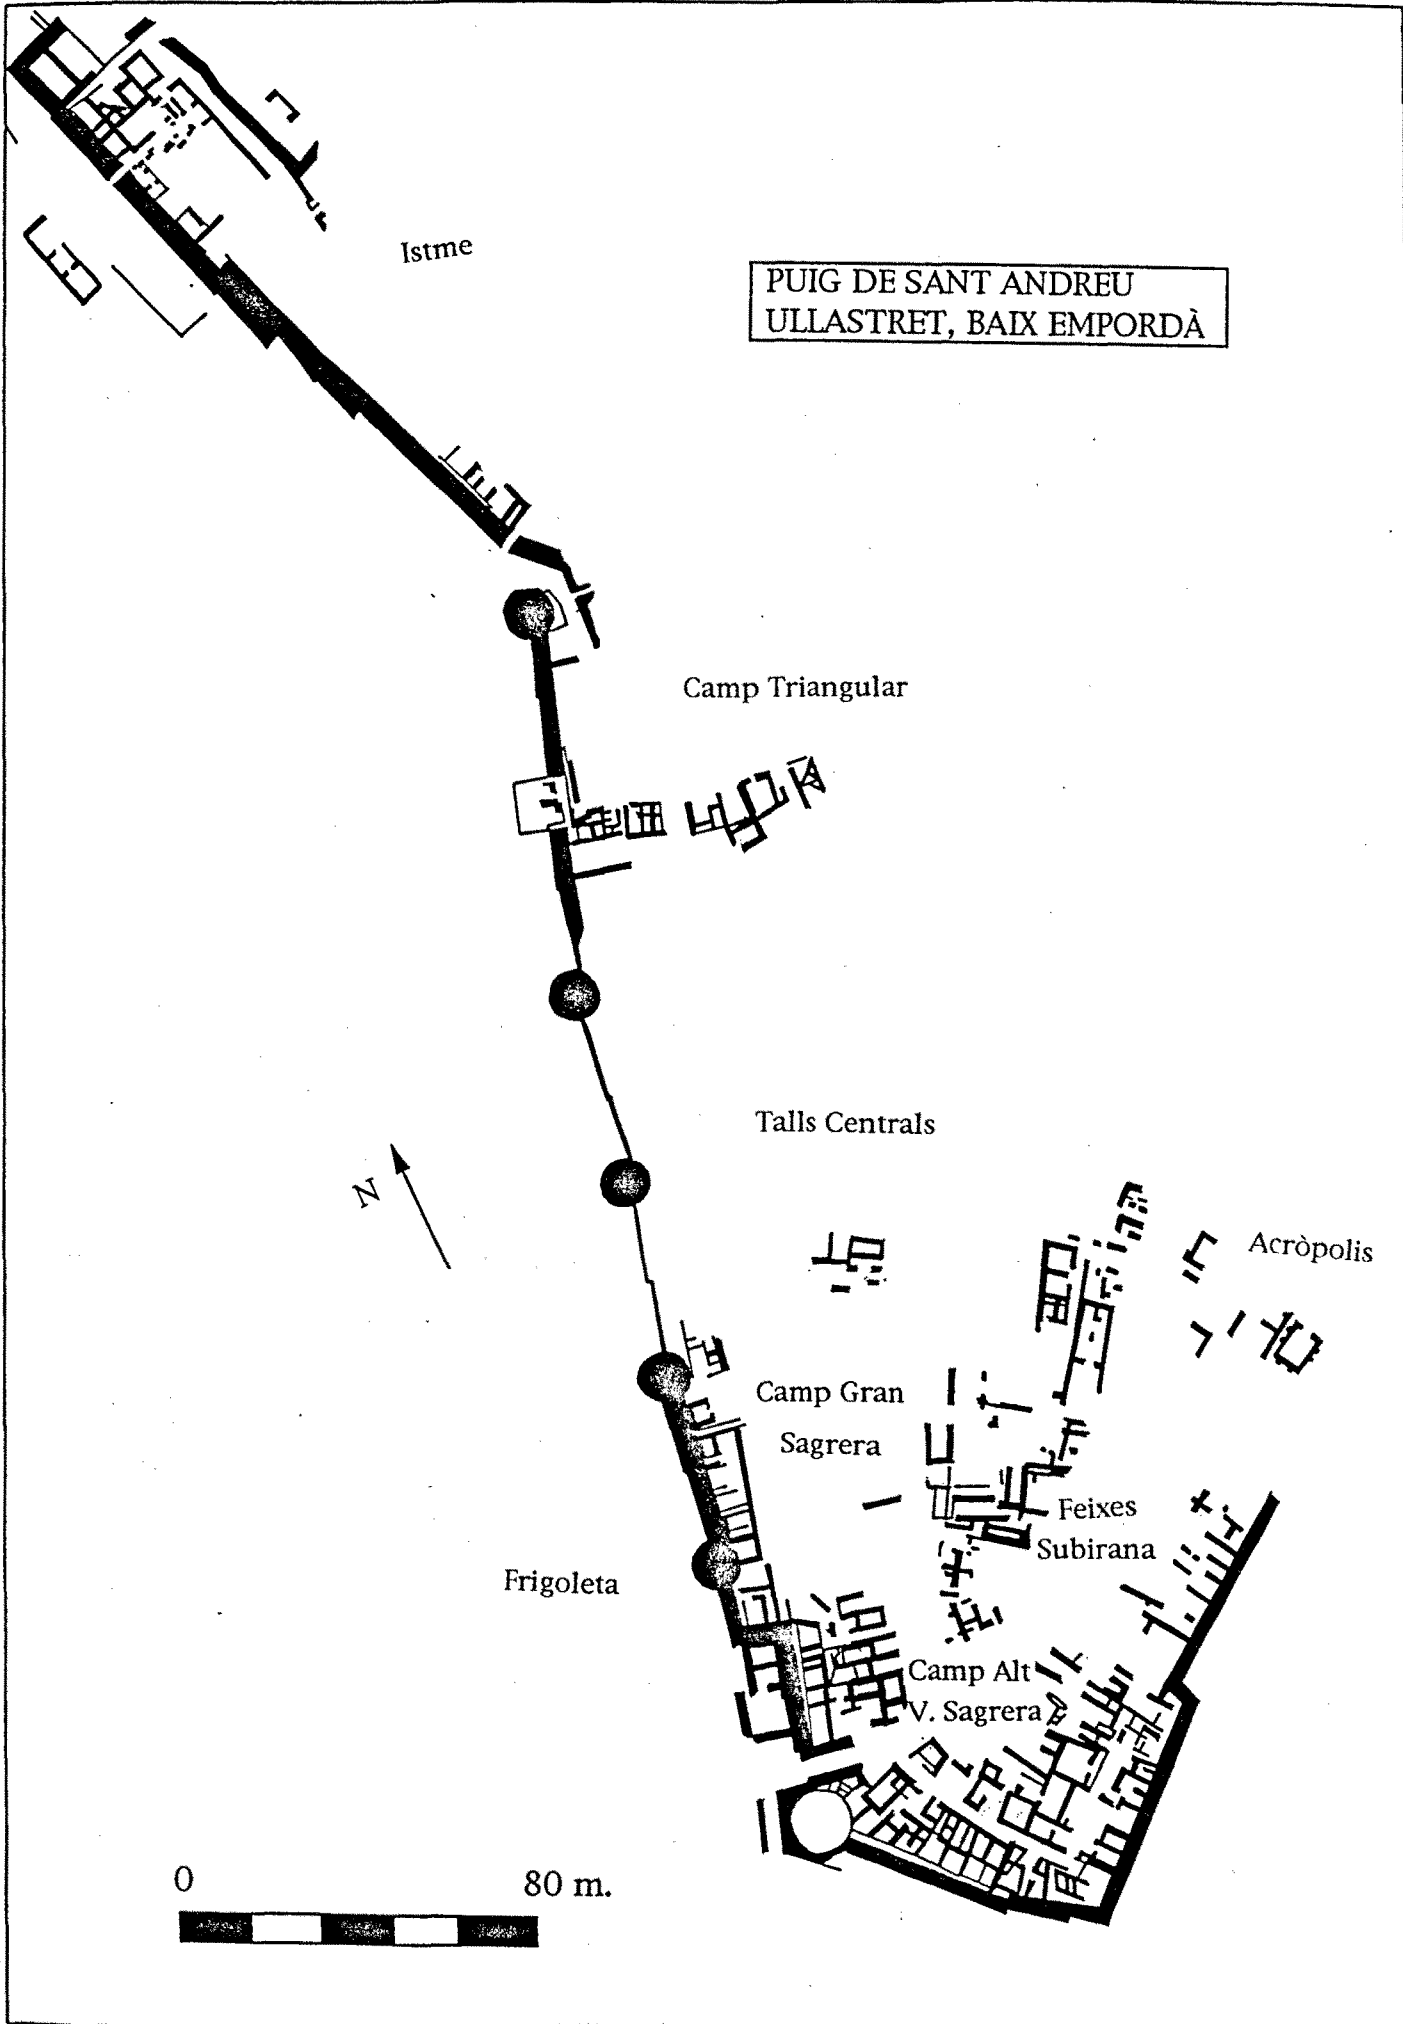 Istme
PUIG DE SANT ANDREU
ULLASTRET, BAIX EMPORDÀ
Camp Triangular
Talls Centrals
N
Acròpolis
Camp Gran
Sagrera
Feixes
Subirana
Frigoleta
Camp Alt
V. Sagrera
0 80 m.